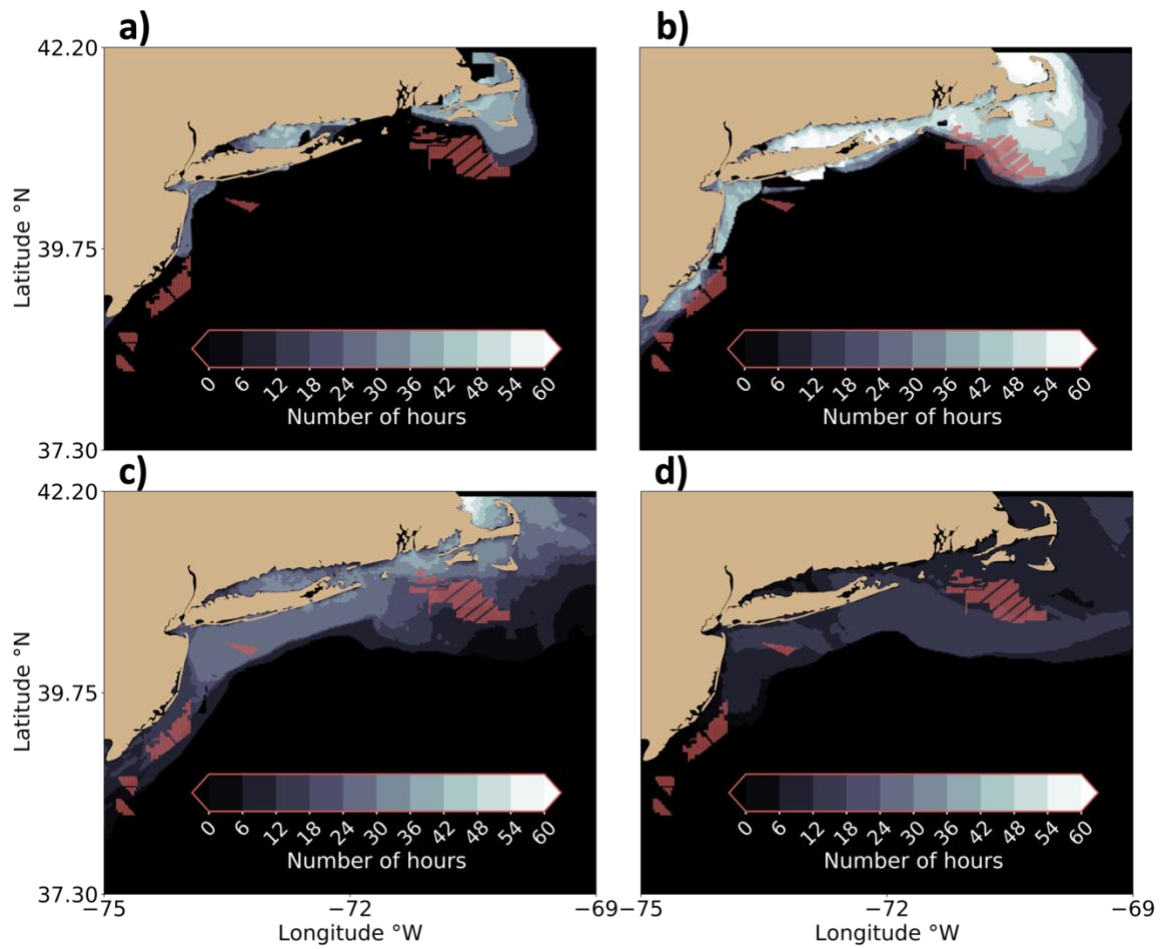 a)
b)
42.20
39.75
37.30
Latitude °N
0 6 12 18 24 30 36 42 48 54 60
Number of hours
0 6 12 18 24 30 36 42 48 54 60
Number of hours
c)
d)
42.20
39.75
37.30
Latitude °N
0 6 12 18 24 30 36 42 48 54 60
Number of hours
0 6 12 18 24 30 36 42 48 54 60
Number of hours
−75 −72 −69
−75 −72 −69
Longitude °W
Longitude °W